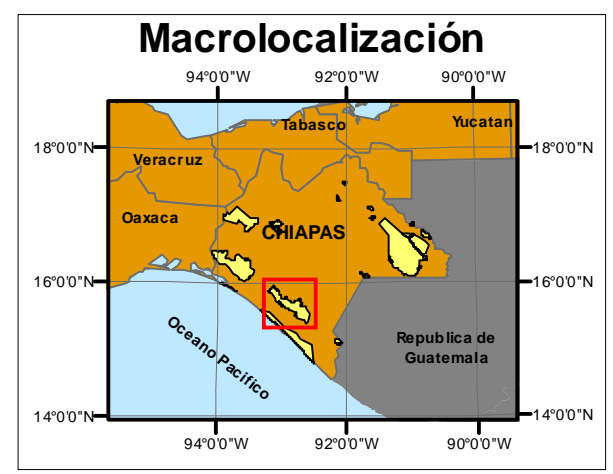 Macrolocalización
94°0'0"W 92°0'0"W 90°0'0"W
Tabasco
Yucatan
18°0'0"N
18°0'0"N
Veracruz
Oaxaca
CHIAPAS
16°0'0"N
16°0'0"N
Oceano Pacifico
Republica de
Guatemala
14°0'0"N
14°0'0"N
94°0'0"W 92°0'0"W 90°0'0"W